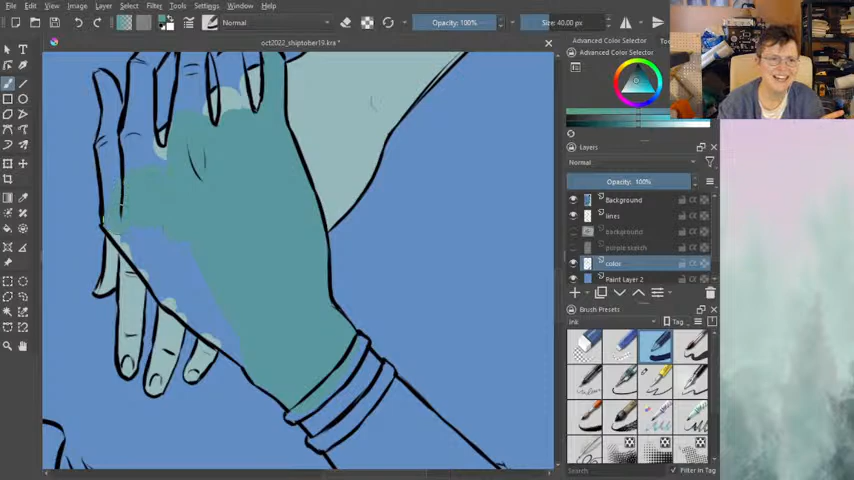 File Edit View Image Layer Select Filter Tools Settings Window Help
Normal
Opacity: 100%
Size: 40.00 px
oct2022_shiptober19.kra *
Advanced Color Selector
Advanced Color Selector
Layers
Normal
Opacity: 100%
Background
lines
background
purple sketch
color
Paint Layer 2
Brush Presets
Ink
Tag
Search
Filter in Tag